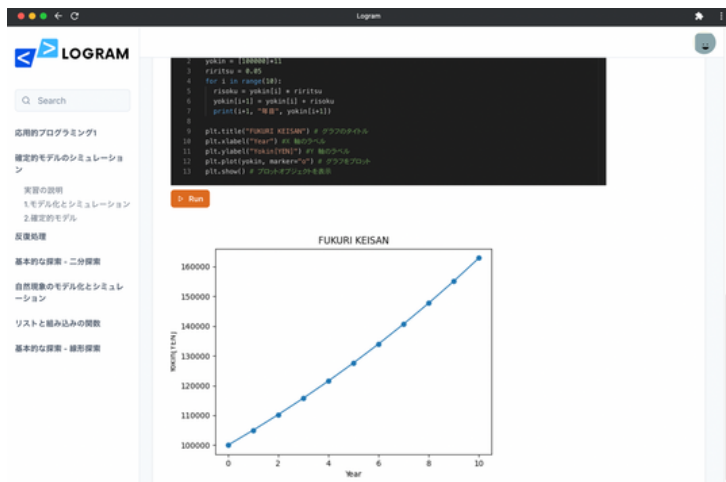 Logram
LOGRAM
Search
応用的プログラミング1
確定的モデルのシミュレーショ
ン
実習の説明
1.モデル化とシミュレーション
2.確定的モデル
反復処理
基本的な探索 - 二分探索
自然現象のモデル化とシミュレ
ーション
リストと組み込みの関数
基本的な探索 - 線形探索
2 yokin = [100000]*11
3 riritsu = 0.05
4 for i in range(10):
5 risoku = yokin[i] * riritsu
6 yokin[i+1] = yokin[i] + risoku
7 print(i+1, "年目", yokin[i+1])
8
9 plt.title("FUKURI KEISAN") # グラフのタイトル
10 plt.xlabel("Year") #X 軸のラベル
11 plt.ylabel("Yokin[YEN]") #Y 軸のラベル
12 plt.plot(yokin, marker="o") # グラフをプロット
13 plt.show() # プロットオブジェクトを表示
Run
FUKURI KEISAN
160000
150000
140000
130000
120000
110000
100000
Yokin[YEN]
0 2 4 6 8 10
Year